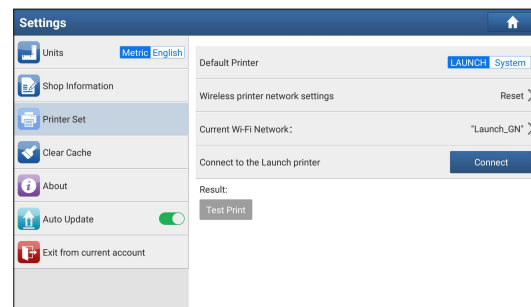 Settings
Units Metric English
Shop Information
Printer Set
Clear Cache
About
Auto Update
Exit from current account
Default Printer LAUNCH System
Wireless printer network settings Reset
Current Wi-Fi Network: "Launch_GN"
Connect to the Launch printer Connect
Result:
Test Print